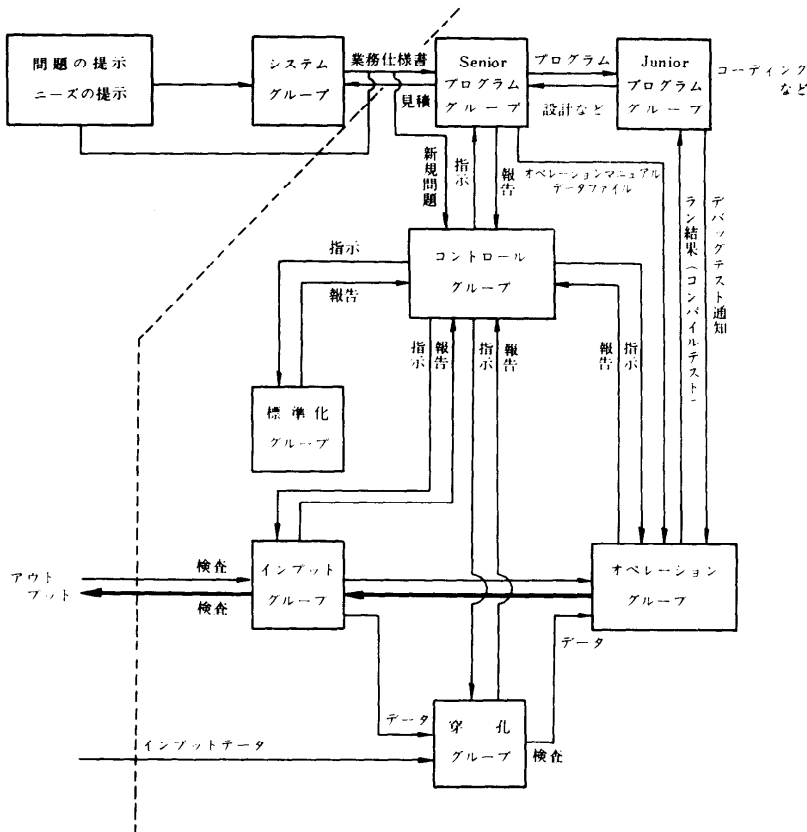 問題の提示
ニーズの提示
システム
グループ
業務仕様書
見積
Senior
プログラム
グループ
プログラム
設計など
Junior
プログラム
グループ
コーディング
など
新規問題
指示
報告
オペレーションマニュアル
データファイル
ラン結果(コンパイルテスト)
デバッグテスト通知
コントロール
グループ
指示
報告
指示
報告
指示
報告
報告
指示
標準化
グループ
アウト
プット
検査
検査
インプット
グループ
オペレーション
グループ
データ
データ
穿孔
グループ
検査
インプットデータ